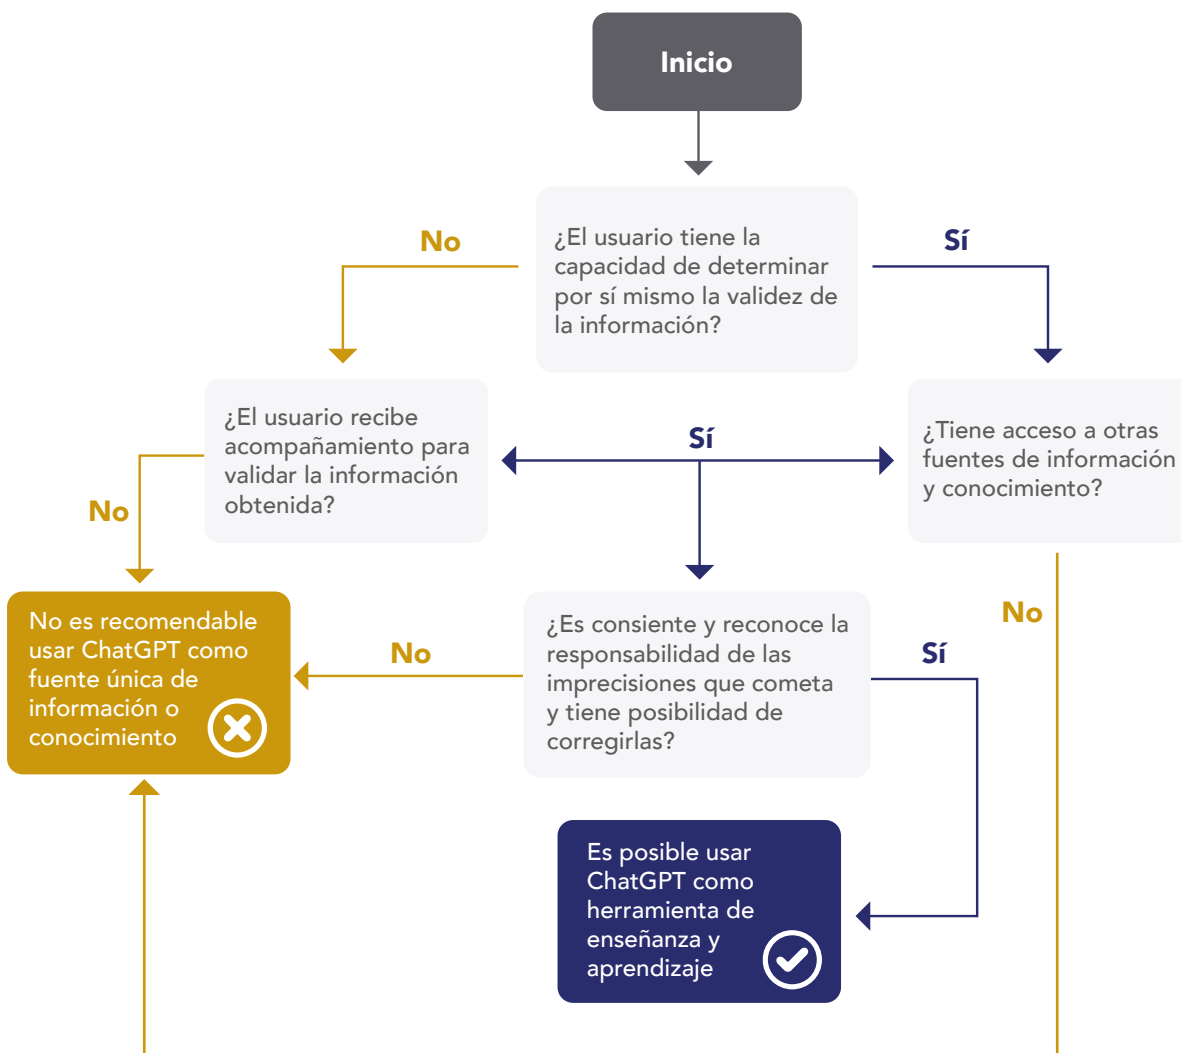 Inicio
No
¿El usuario tiene la
capacidad de determinar
por sí mismo la validez de
la información?
Sí
¿El usuario recibe
acompañamiento para
validar la información
obtenida?
Sí
¿Tiene acceso a otras
fuentes de información
y conocimiento?
No
No es recomendable
usar ChatGPT como
fuente única de
información o
conocimiento
No
¿Es consiente y reconoce la
responsabilidad de las
imprecisiones que cometa
y tiene posibilidad de
corregirlas?
Sí
No
Es posible usar
ChatGPT como
herramienta de
enseñanza y
aprendizaje